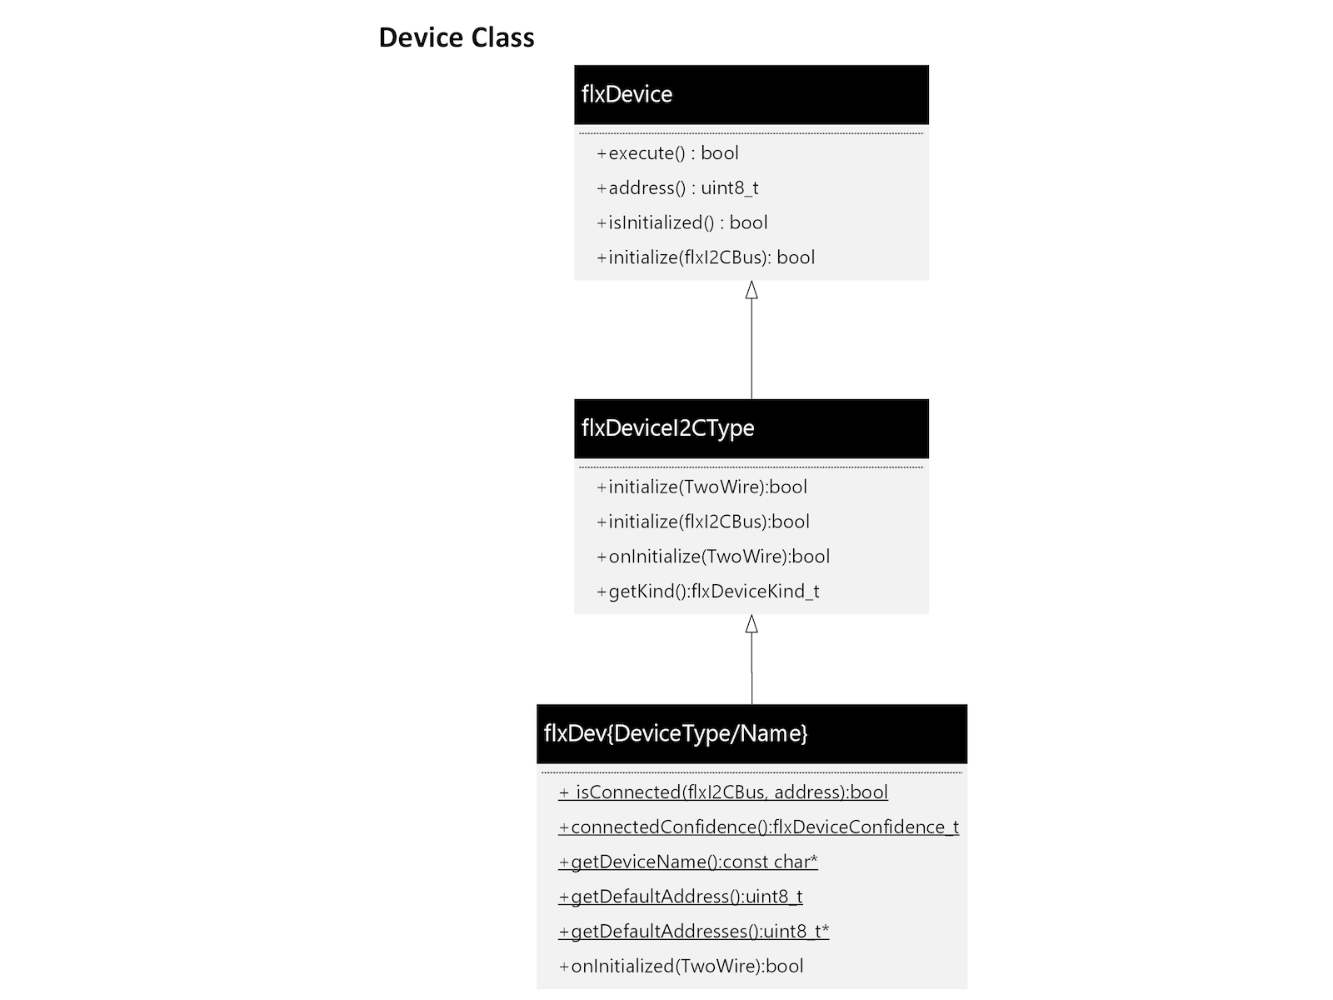 Device Class
flxDevice
+execute() : bool
+address() : uint8_t
+isInitialized() : bool
+initialize(flxI2CBus): bool
flxDeviceI2CType
+initialize(TwoWire):bool
+initialize(flxI2CBus):bool
+onInitialize(TwoWire):bool
+getKind():flxDeviceKind_t
flxDev{DeviceType/Name}
+ isConnected(flxI2CBus, address):bool
+connectedConfidence():flxDeviceConfidence_t
+getDeviceName():const char*
+getDefaultAddress():uint8_t
+getDefaultAddresses():uint8_t*
+onInitialized(TwoWire):bool